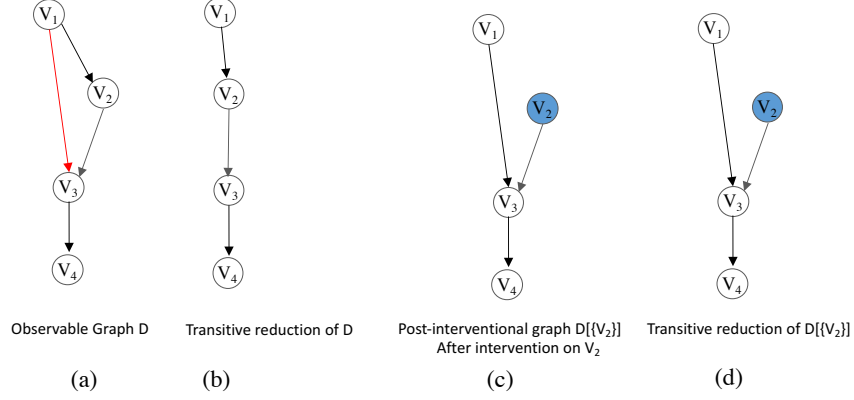 V1
V2
V3
V4
Observable Graph D
(a)
V1
V2
V3
V4
Transitive reduction of D
(b)
V1
V2
V3
V4
Post-interventional graph D[{V2}]
After intervention on V2
(c)
V1
V2
V3
V4
Transitive reduction of D[{V2}]
(d)